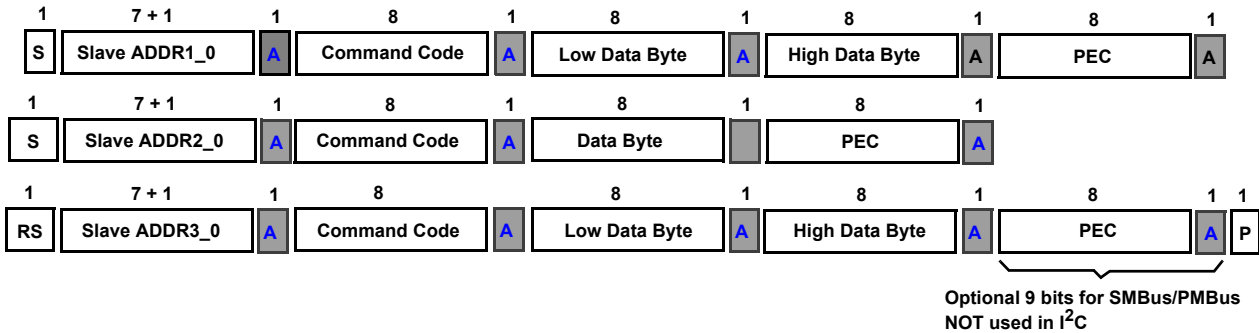 1 7 + 1 1 8 1 8 1 8 1 8 1
S Slave ADDR1_0 A Command Code A Low Data Byte A High Data Byte A PEC A
1 7 + 1 1 8 1 8 1 8 1
S Slave ADDR2_0 A Command Code A Data Byte PEC A
1 7 + 1 1 8 1 8 1 8 1 8 1 1
RS Slave ADDR3_0 A Command Code A Low Data Byte A High Data Byte A PEC A P
Optional 9 bits for SMBus/PMBus
NOT used in I²C